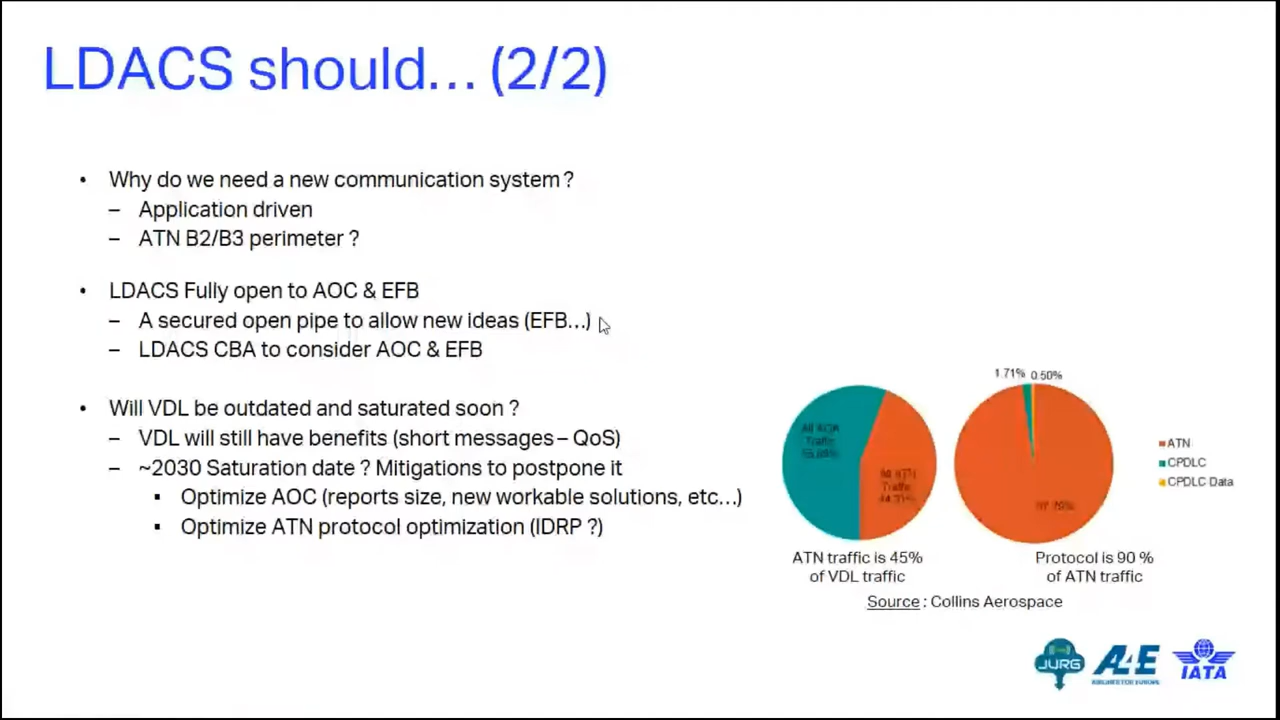 LDACS should… (2/2)
• Why do we need a new communication system ?
– Application driven
– ATN B2/B3 perimeter ?
• LDACS Fully open to AOC & EFB
– A secured open pipe to allow new ideas (EFB…)
– LDACS CBA to consider AOC & EFB
• Will VDL be outdated and saturated soon ?
– VDL will still have benefits (short messages – QoS)
– ~2030 Saturation date ? Mitigations to postpone it
▪ Optimize AOC (reports size, new workable solutions, etc…)
▪ Optimize ATN protocol optimization (IDRP ?)
1.71% 0.50%
Traffic
Traffic
ATN
CPDLC
CPDLC Data
ATN traffic is 45%
of VDL traffic
Protocol is 90 %
of ATN traffic
Source : Collins Aerospace
JURG
A4E
AIRLINES FOR EUROPE
IATA